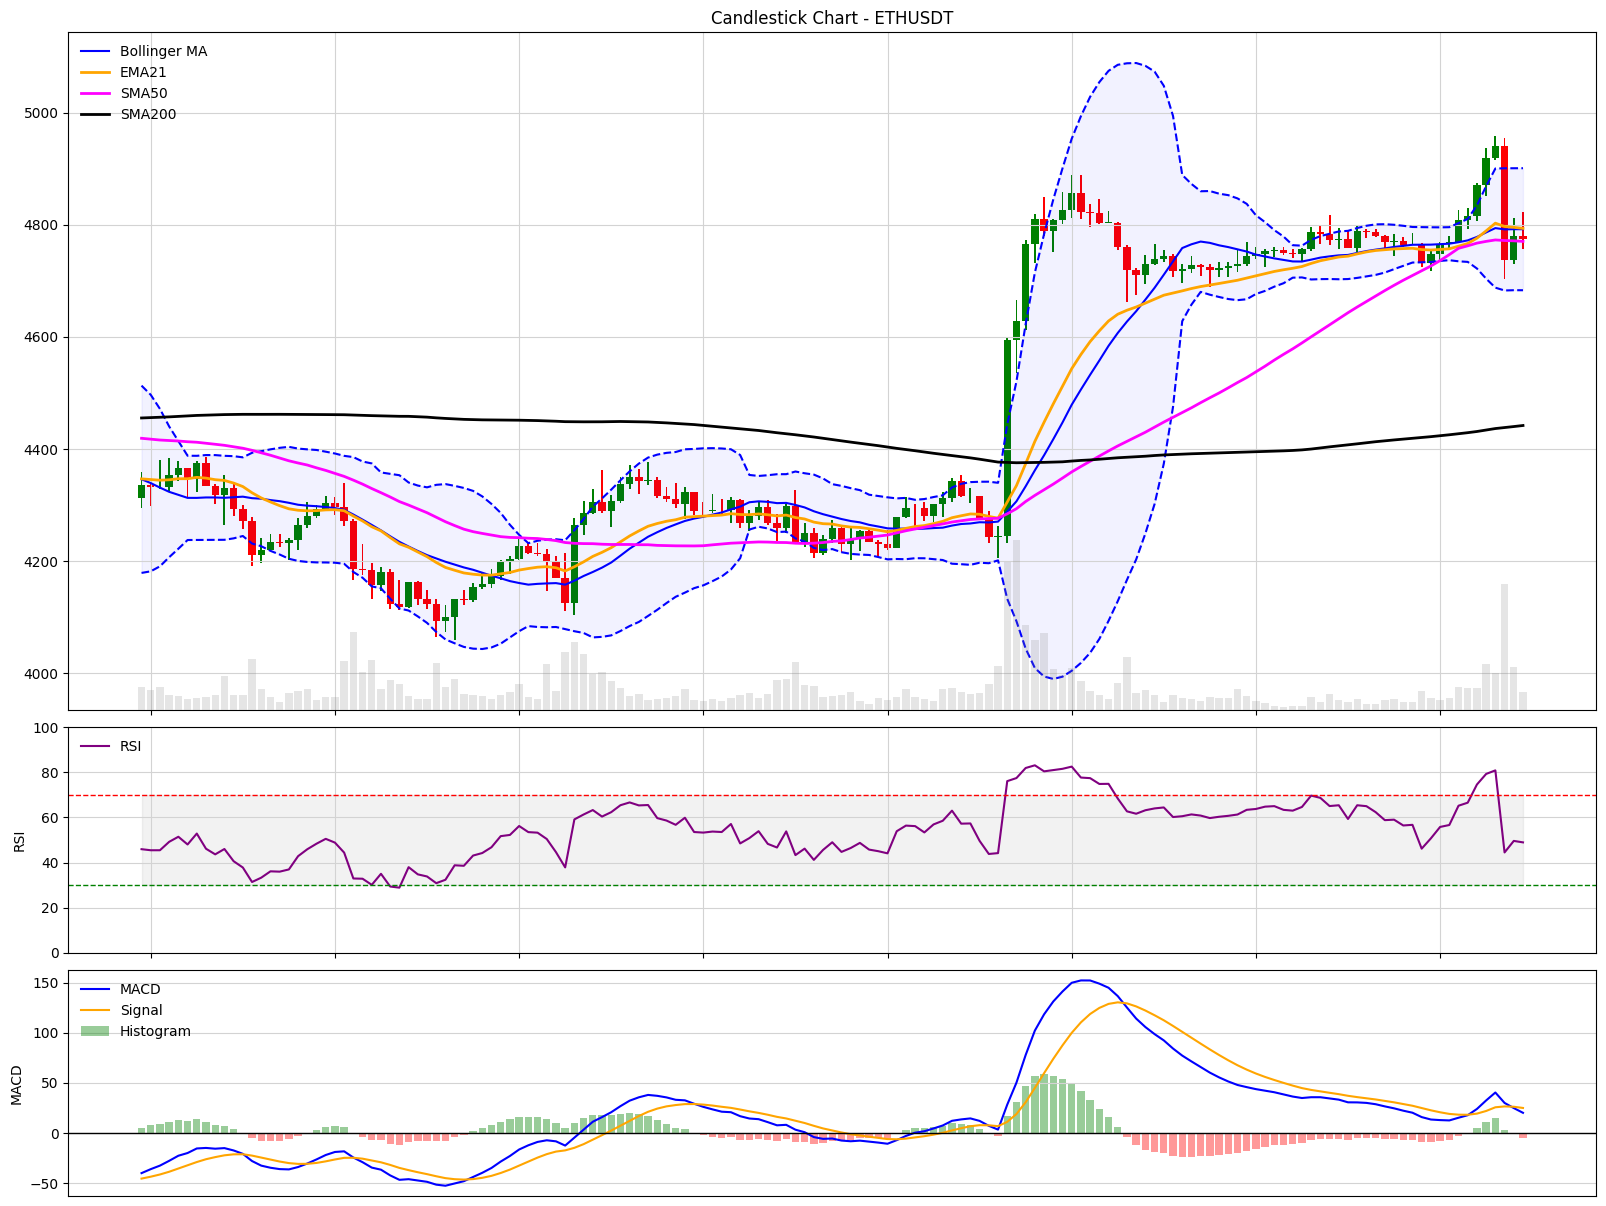 Candlestick Chart - ETHUSDT
Bollinger MA
EMA21
SMA50
SMA200
5000
4800
4600
4400
4200
4000
RSI
100
80
60
40
20
0
RSI
MACD
Signal
Histogram
150
100
50
0
−50
MACD